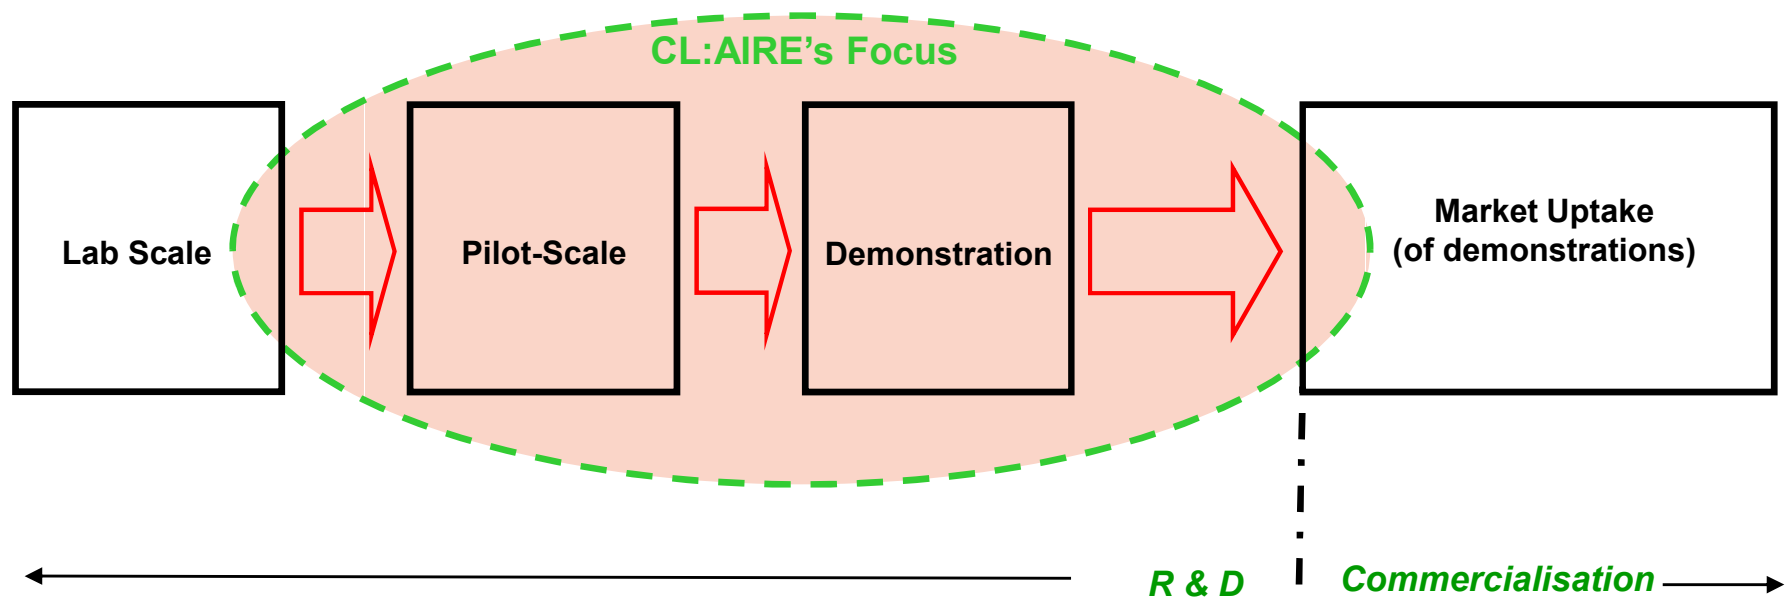 CL:AIRE’s Focus
Lab Scale
Pilot-Scale
Demonstration
Market Uptake
(of demonstrations)
R & D
Commercialisation